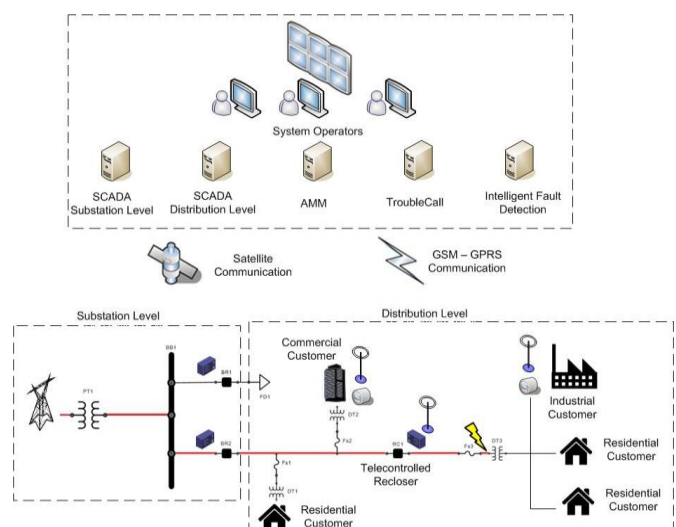 System Operators
SCADA
Substation Level
SCADA
Distribution Level
AMM
TroubleCall
Intelligent Fault
Detection
Satellite
Communication
GSM – GPRS
Communication
Substation Level
Distribution Level
PT1
BB1
BR1
FD1
BR2
Fs1
DT1
Residential
Customer
Commercial
Customer
DT2
Fs2
RC1
Telecontrolled
Recloser
Fs3
DT3
Industrial
Customer
Residential
Customer
Residential
Customer